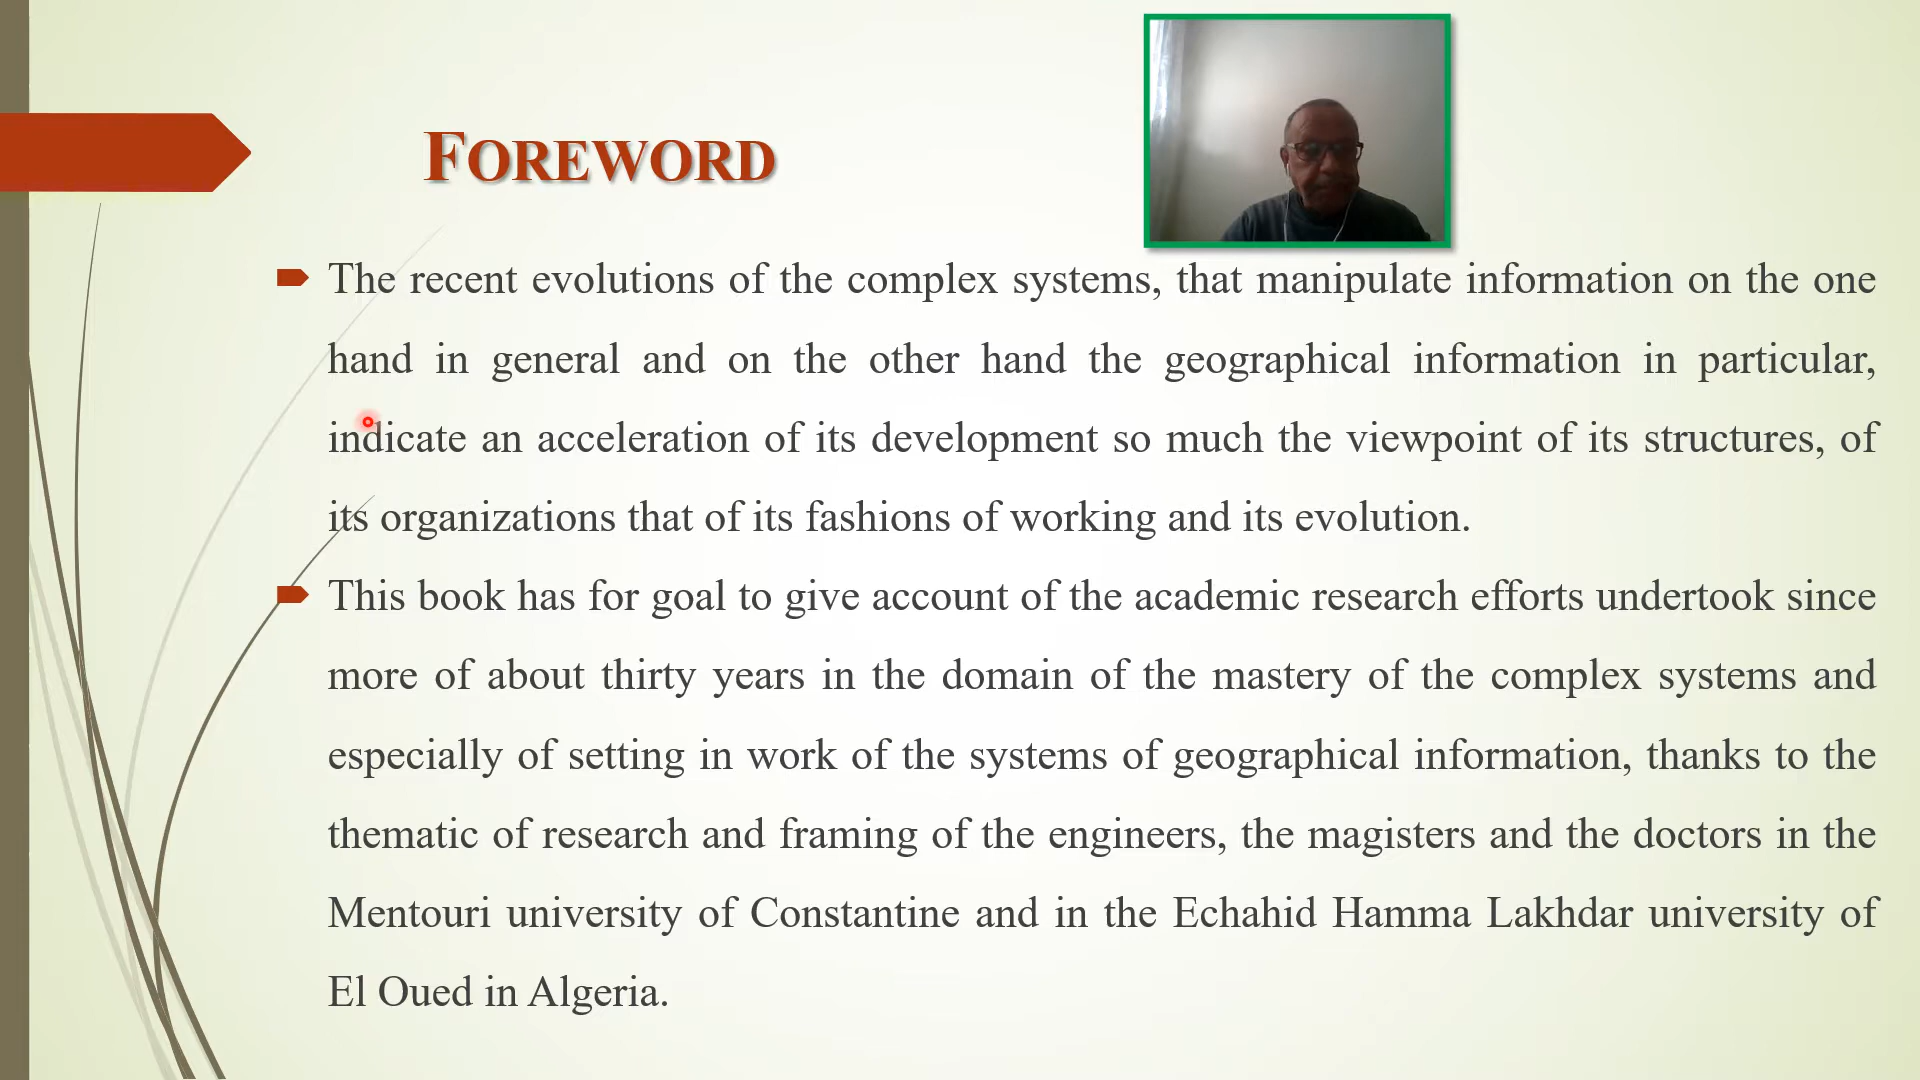 FOREWORD
The recent evolutions of the complex systems, that manipulate information on the one
hand in general and on the other hand the geographical information in particular,
indicate an acceleration of its development so much the viewpoint of its structures, of
its organizations that of its fashions of working and its evolution.
This book has for goal to give account of the academic research efforts undertook since
more of about thirty years in the domain of the mastery of the complex systems and
especially of setting in work of the systems of geographical information, thanks to the
thematic of research and framing of the engineers, the magisters and the doctors in the
Mentouri university of Constantine and in the Echahid Hamma Lakhdar university of
El Oued in Algeria.